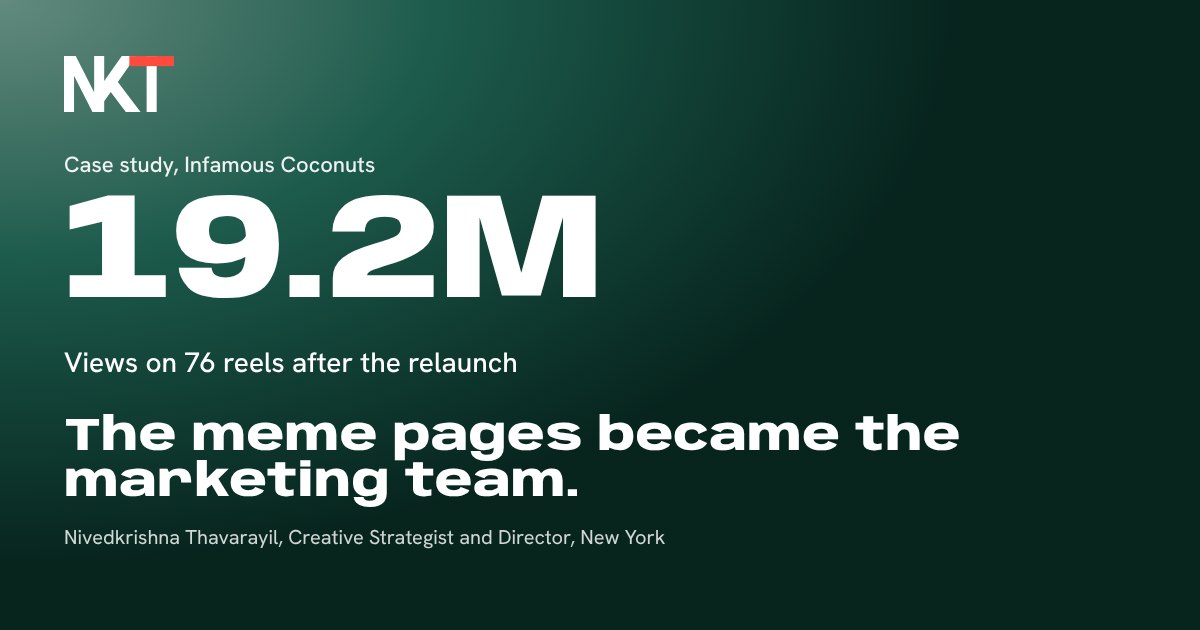 NKT
Case study, Infamous Coconuts
19.2M
Views on 76 reels after the relaunch
The meme pages became the
marketing team.
Nivedkrishna Thavarayil, Creative Strategist and Director, New York